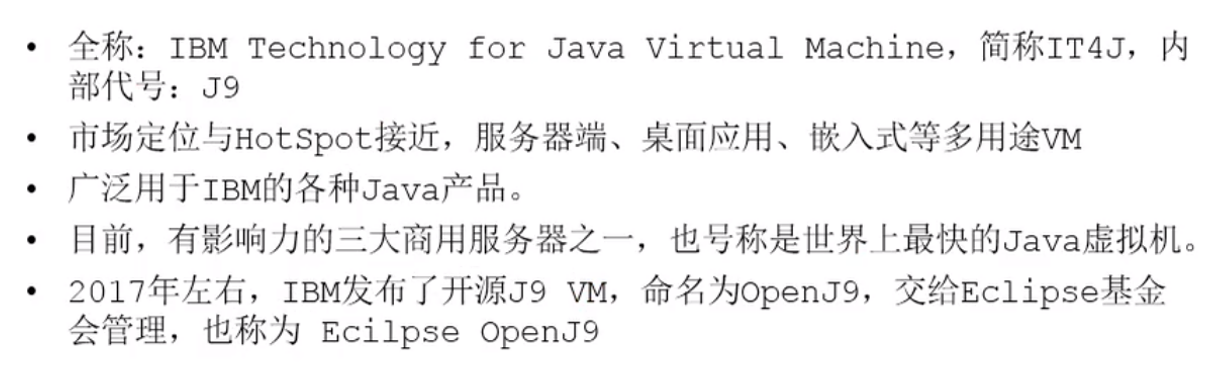 • 全称：IBM Technology for Java Virtual Machine，简称IT4J，内
部代号：J9
• 市场定位与HotSpot接近，服务器端、桌面应用、嵌入式等多用途VM
• 广泛用于IBM的各种Java产品。
• 目前，有影响力的三大商用服务器之一，也号称是世界上最快的Java虚拟机。
• 2017年左右，IBM发布了开源J9 VM，命名为OpenJ9，交给Eclipse基金
会管理，也称为 Ecilpse OpenJ9